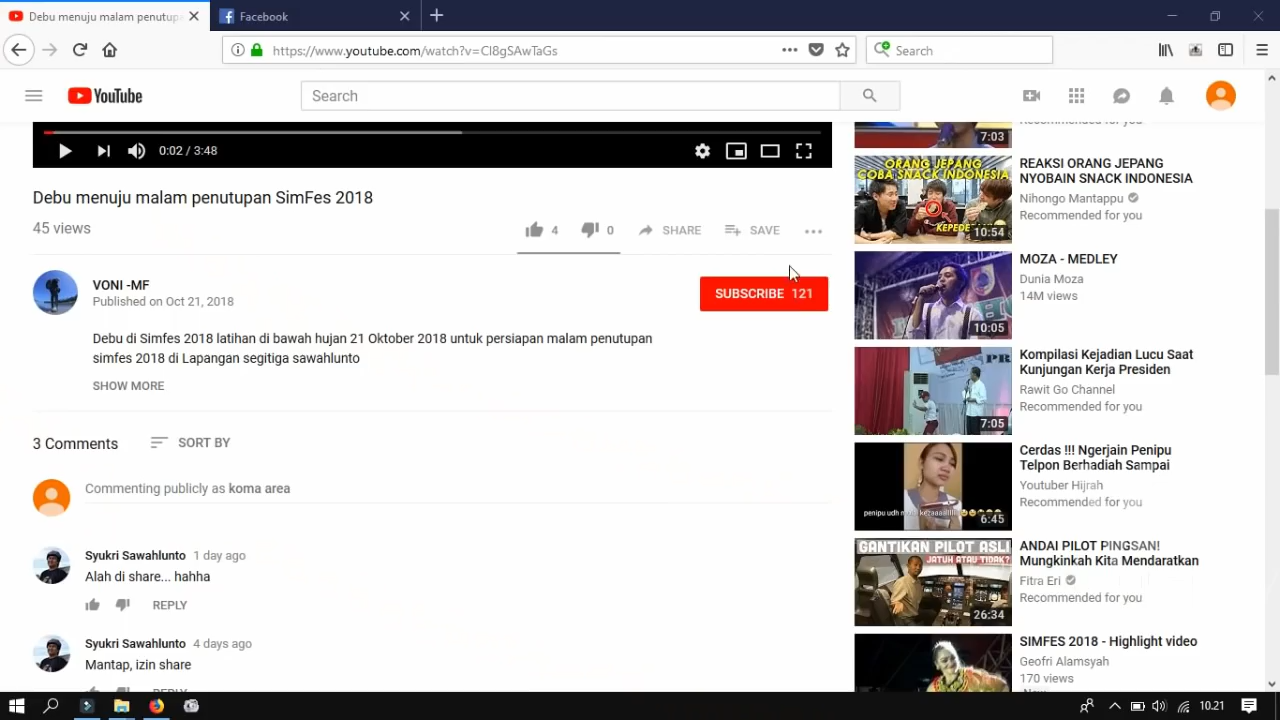 Debu menuju malam penutup
Facebook
https://www.youtube.com/watch?v=CI8gSAwTaGs
Search
YouTube
Search
0:02 / 3:48
Debu menuju malam penutupan SimFes 2018
45 views
4
0
SHARE
SAVE
VONI -MF
Published on Oct 21, 2018
SUBSCRIBE 121
Debu di Simfes 2018 latihan di bawah hujan 21 Oktober 2018 untuk persiapan malam penutupan
simfes 2018 di Lapangan segitiga sawahlunto
SHOW MORE
3 Comments
SORT BY
Commenting publicly as koma area
Syukri Sawahlunto 1 day ago
Alah di share... hahha
REPLY
Syukri Sawahlunto 4 days ago
Mantap, izin share
REPLY
Recommended for you
7:03
ORANG JEPANG
COBA SNACK INDONESIA
10:54
REAKSI ORANG JEPANG
NYOBAIN SNACK INDONESIA
Nihongo Mantappu
Recommended for you
10:05
MOZA - MEDLEY
Dunia Moza
14M views
7:05
Kompilasi Kejadian Lucu Saat
Kunjungan Kerja Presiden
Rawit Go Channel
Recommended for you
6:45
Cerdas !!! Ngerjain Penipu
Telpon Berhadiah Sampai
Youtuber Hijrah
Recommended for you
GANTIKAN PILOT ASLI
JATUH ATAU TIDAK?
26:34
ANDAI PILOT PINGSAN!
Mungkinkah Kita Mendaratkan
Fitra Eri
Recommended for you
SIMFES 2018 - Highlight video
Geofri Alamsyah
170 views
New
10.21